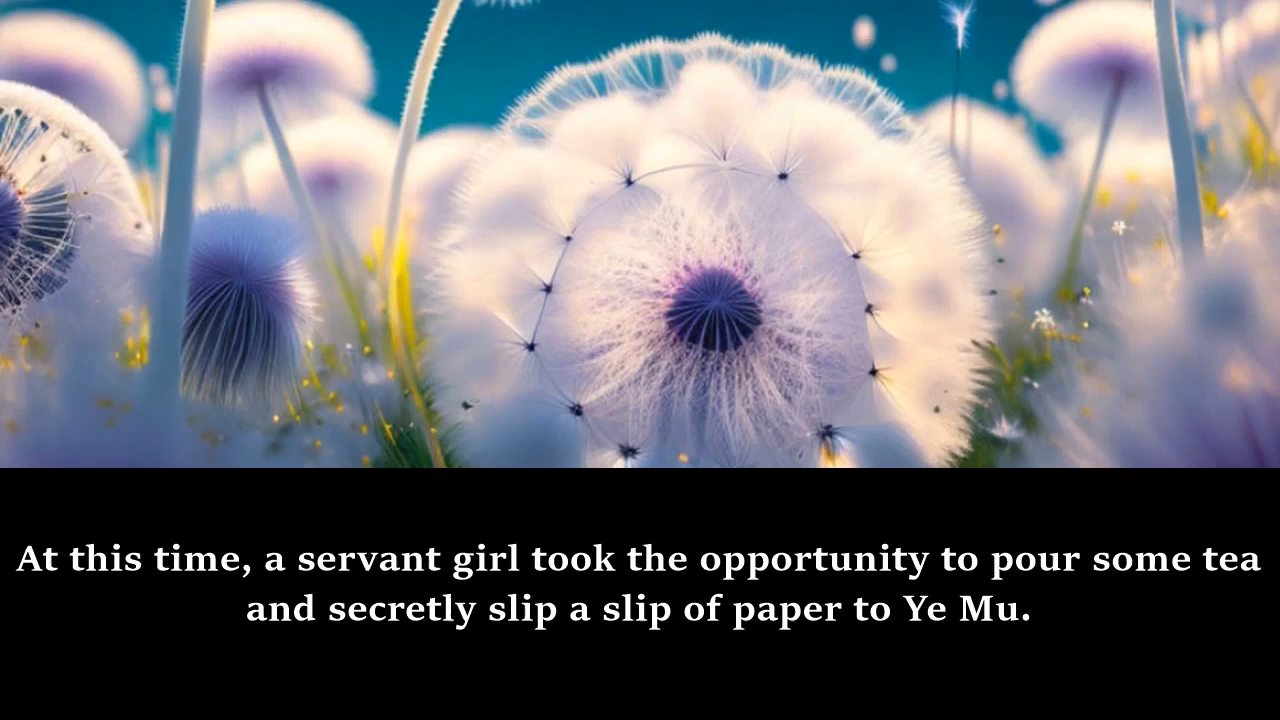 At this time, a servant girl took the opportunity to pour some tea
and secretly slip a slip of paper to Ye Mu.